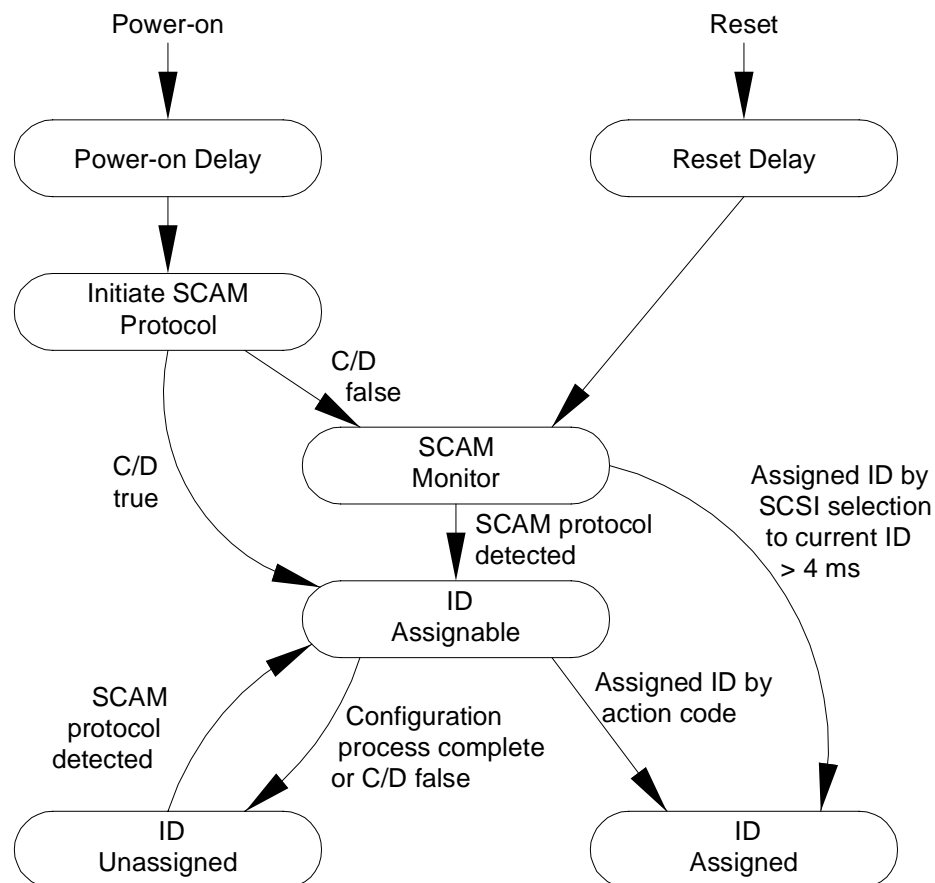 Power-on
Reset
Power-on Delay
Reset Delay
Initiate SCAM
Protocol
C/D
false
C/D
true
SCAM
Monitor
Assigned ID by
SCSI selection
to current ID
> 4 ms
SCAM protocol
detected
ID
Assignable
SCAM
protocol
detected
Configuration
process complete
or C/D false
Assigned ID by
action code
ID
Unassigned
ID
Assigned